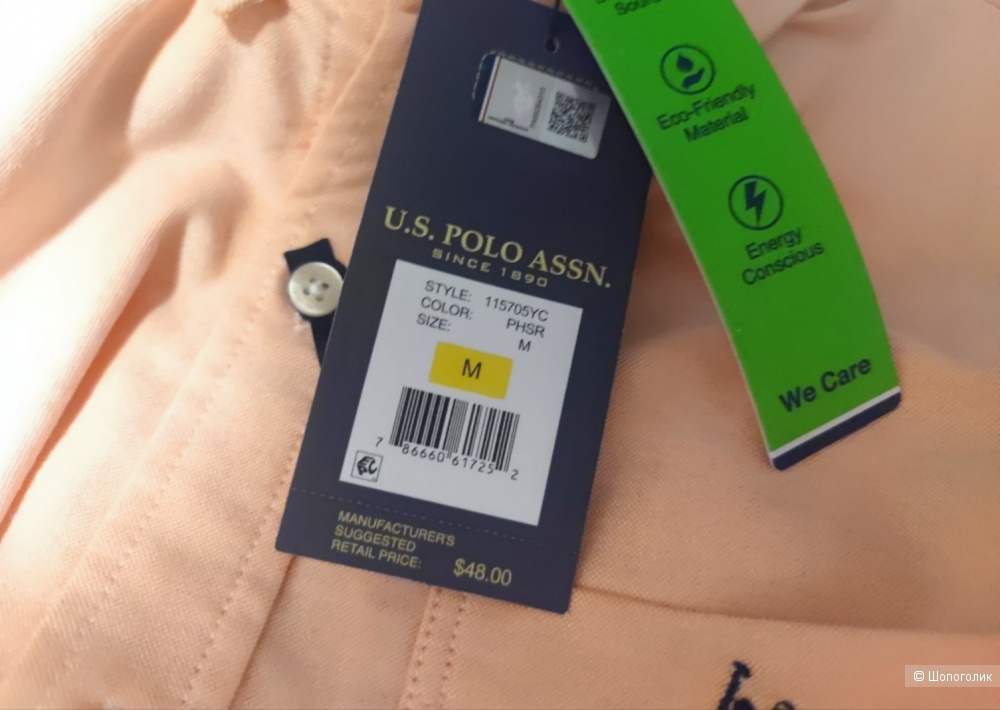 U.S. POLO ASSN.
SINCE 1890
STYLE: 115705YC
COLOR: PHSR
SIZE: M
M
7 86660 61725 2
MANUFACTURER'S
SUGGESTED
RETAIL PRICE: $48.00
Eco-Friendly
Material
Energy
Conscious
We Care
© Шопоголик